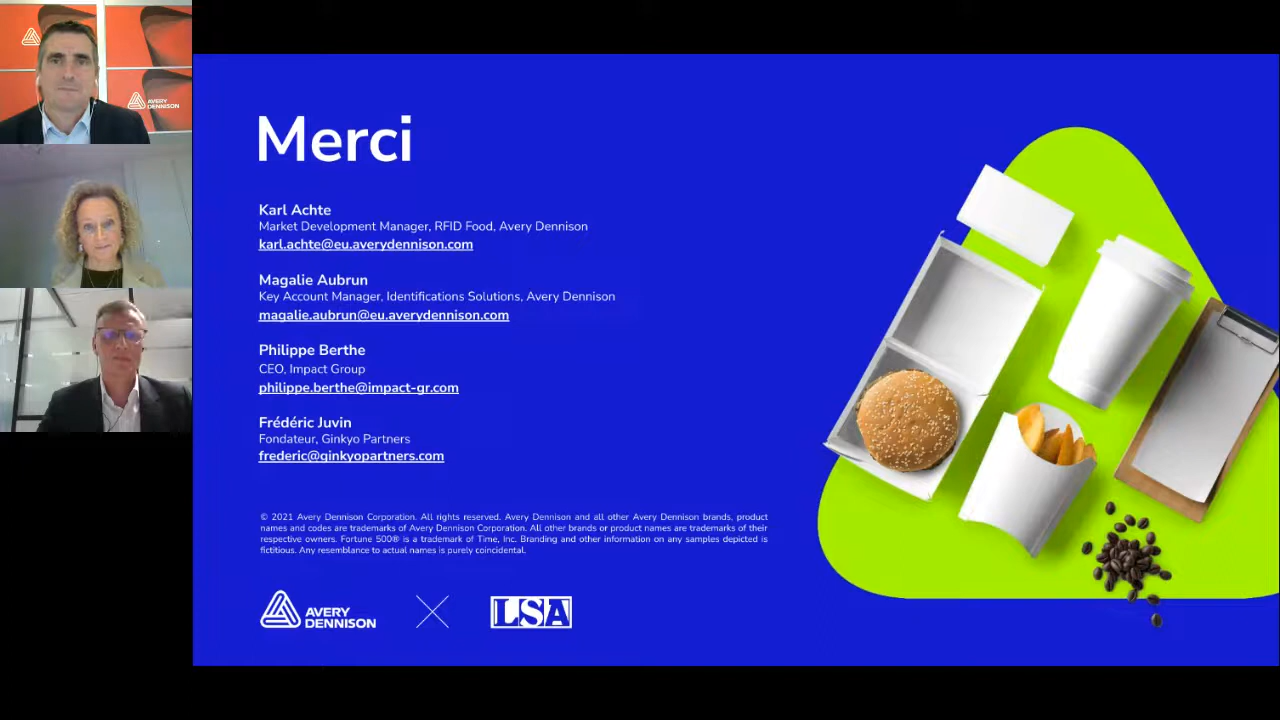 AVERY
DENNISON
Merci
Karl Achte
Market Development Manager, RFID Food, Avery Dennison
karl.achte@eu.averydennison.com
Magalie Aubrun
Key Account Manager, Identifications Solutions, Avery Dennison
magalie.aubrun@eu.averydennison.com
Philippe Berthe
CEO, Impact Group
philippe.berthe@impact-gr.com
Frédéric Juvin
Fondateur, Ginkyo Partners
frederic@ginkyopartners.com
© 2021 Avery Dennison Corporation. All rights reserved. Avery Dennison and all other Avery Dennison brands, product
names and codes are trademarks of Avery Dennison Corporation. All other brands or product names are trademarks of their
respective owners. Fortune 500® is a trademark of Time, Inc. Branding and other information on any samples depicted is
fictitious. Any resemblance to actual names is purely coincidental.
AVERY
DENNISON
LSA